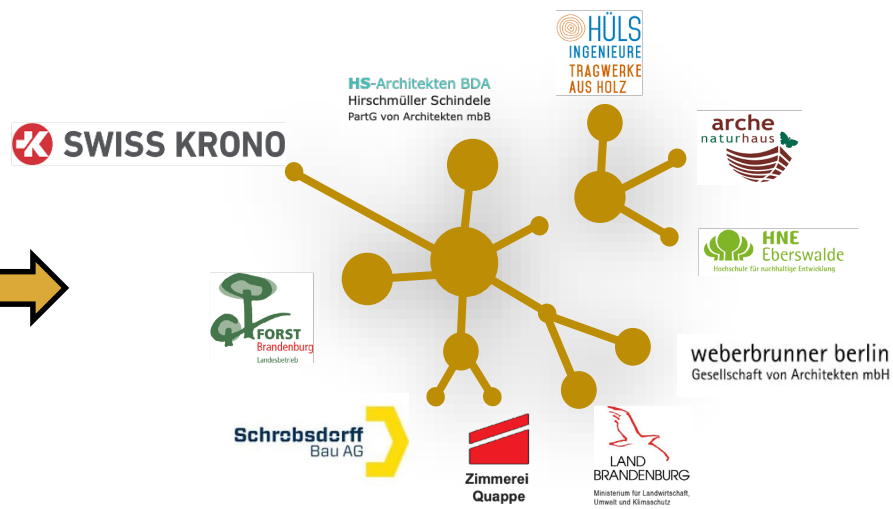 HÜLS
INGENIEURE
TRAGWERKE
AUS HOLZ
HS-Architekten BDA
Hirschmüller Schindele
PartG von Architekten mbB
arche
naturhaus
SWISS KRONO
HNE
Eberswalde
Hochschule für nachhaltige Entwicklung
FORST
Brandenburg
Landesbetrieb
weberbrunner berlin
Gesellschaft von Architekten mbH
Schrobsdorff
Bau AG
Zimmerei
Quappe
LAND
BRANDENBURG
Ministerium für Landwirtschaft,
Umwelt und Klimaschutz